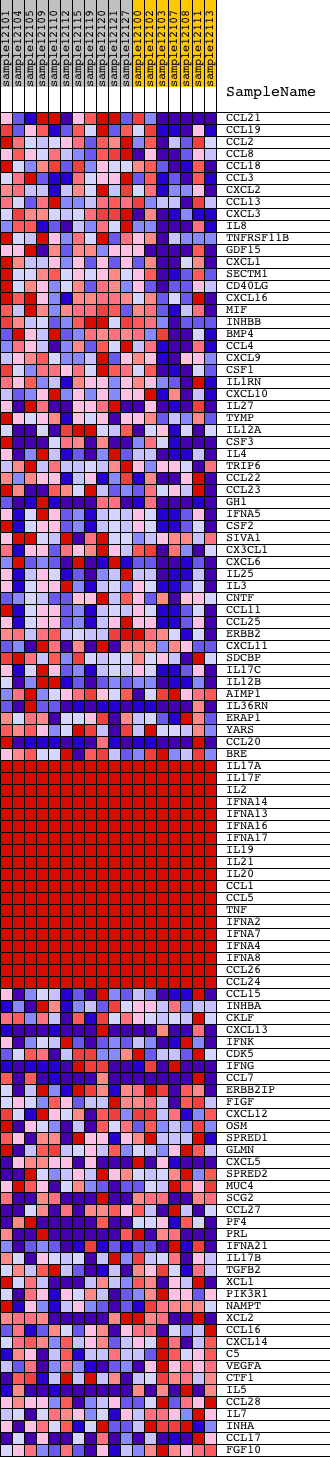 sample12101
sample12104
sample12105
sample12109
sample12110
sample12112
sample12115
sample12120
sample12127
sample12100
sample12102
sample12103
sample12107
sample12108
sample12111
SampleName
CCL21
CCL19
CCL2
CCL8
CCL18
CCL3
CXCL2
CCL13
CXCL3
IL8
TNFRSF11B
GDF15
CXCL1
SECTM1
CD40LG
CXCL16
MIF
INHBB
BMP4
CCL4
CXCL9
CSF1
IL1RN
CXCL10
IL27
TYMP
IL12A
CSF3
IL4
TRIP6
CCL22
CCL23
GH1
IFNA5
CSF2
SIVA1
CX3CL1
CXCL6
IL25
IL3
CNTF
CCL11
CCL25
ERBB2
CXCL11
SDCBP
IL17C
IL12B
AIMP1
IL36RN
ERAP1
YARS
CCL20
BRE
IL17A
IL17F
IL2
IFNA14
IFNA13
IFNA16
IFNA17
IL19
IL21
IL20
CCL1
CCL5
TNF
IFNA2
IFNA7
IFNA4
IFNA8
CCL26
CCL24
CCL15
INHBA
CKLF
CXCL13
IFNK
CDK5
IFNG
CCL7
ERBB2IP
FIGF
CXCL12
OSM
SPRED1
GLMN
CXCL5
SPRED2
MUC4
SCG2
CCL27
PF4
PRL
IFNA21
IL17B
TGFB2
XCL1
PIK3R1
NAMPT
XCL2
CCL16
CXCL14
C5
VEGFA
CTF1
IL5
CCL28
IL7
INHA
CCL17
FGF10